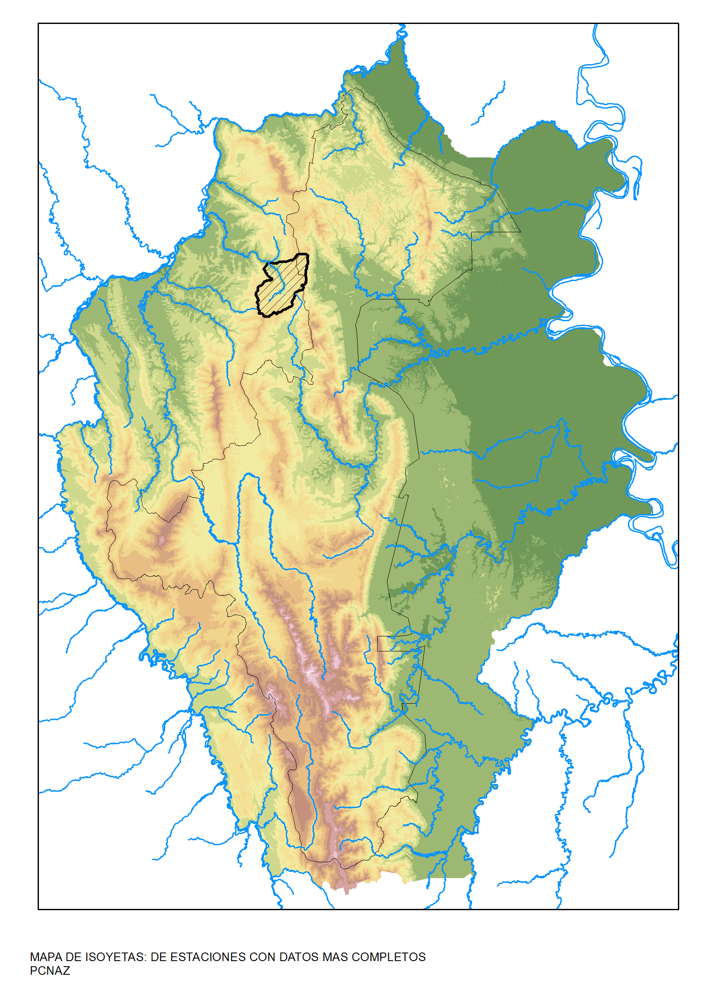 MAPA DE ISOYETAS: DE ESTACIONES CON DATOS MAS COMPLETOS
PCNAZ